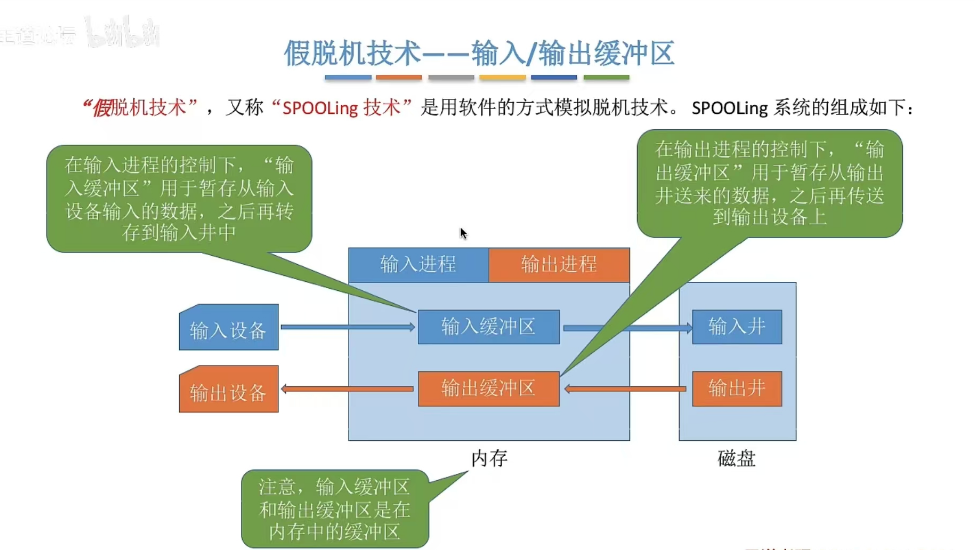 bilibili
假脱机技术——输入/输出缓冲区
“假脱机技术”，又称“SPOOLing 技术”是用软件的方式模拟脱机技术。 SPOOLing 系统的组成如下：
在输入进程的控制下，“输
入缓冲区”用于暂存从输入
设备输入的数据，之后再转
存到输入井中
在输出进程的控制下，“输
出缓冲区”用于暂存从输出
井送来的数据，之后再传送
到输出设备上
输入进程
输出进程
输入设备
输入缓冲区
输入井
输出设备
输出缓冲区
输出井
内存
磁盘
注意，输入缓冲区
和输出缓冲区是在
内存中的缓冲区